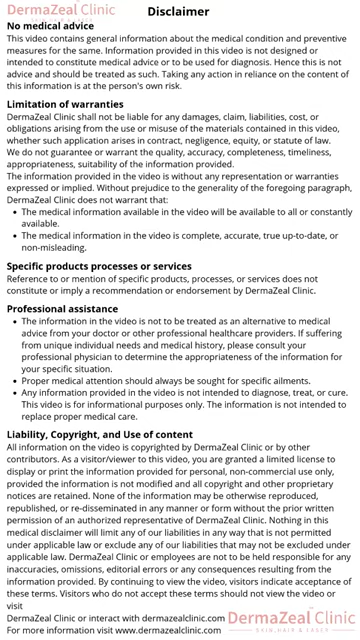 DermaZeal Clinic
Disclaimer
No medical advice
This video contains general information about the medical condition and preventive
measures for the same. Information provided in this video is not designed or
intended to constitute medical advice or to be used for diagnosis. Hence this is not
advice and should be treated as such. Taking any action in reliance on the content of
this information is at the person's own risk.
Limitation of warranties
DermaZeal Clinic shall not be liable for any damages, claim, liabilities, cost, or
obligations arising from the use or misuse of the materials contained in this video,
whether such application arises in contract, negligence, equity, or statute of law.
We do not guarantee or warrant the quality, accuracy, completeness, timeliness,
appropriateness, suitability of the information provided.
The information provided in the video is without any representation or warranties
expressed or implied. Without prejudice to the generality of the foregoing paragraph,
DermaZeal Clinic does not warrant that:
• The medical information available in the video will be available to all or constantly
available.
• The medical information in the video is complete, accurate, true up-to-date, or
non-misleading.
Specific products processes or services
Reference to or mention of specific products, processes, or services does not
constitute or imply a recommendation or endorsement by DermaZeal Clinic.
Professional assistance
• The information in the video is not to be treated as an alternative to medical
advice from your doctor or other professional healthcare providers. If suffering
from unique individual needs and medical history, please consult your
professional physician to determine the appropriateness of the information for
your specific situation.
• Proper medical attention should always be sought for specific ailments.
• Any information provided in the video is not intended to diagnose, treat, or cure.
This video is for informational purposes only. The information is not intended to
replace proper medical care.
Liability, Copyright, and Use of content
All information on the video is copyrighted by DermaZeal Clinic or by other
contributors. As a visitor/viewer to this video, you are granted a limited license to
display or print the information provided for personal, non-commercial use only,
provided the information is not modified and all copyright and other proprietary
notices are retained. None of the information may be otherwise reproduced,
republished, or re-disseminated in any manner or form without the prior written
permission of an authorized representative of DermaZeal Clinic. Nothing in this
medical disclaimer will limit any of our liabilities in any way that is not permitted
under applicable law or exclude any of our liabilities that may not be excluded under
applicable law. DermaZeal Clinic or employees are not to be held responsible for any
inaccuracies, omissions, editorial errors or any consequences resulting from the
information provided. By continuing to view the video, visitors indicate acceptance of
these terms. Visitors who do not accept these terms should not view the video or
visit
DermaZeal Clinic or interact with dermazealclinic.com
For more information visit www.dermazealclinic.com
DermaZeal Clinic
SKIN, HAIR & EASY